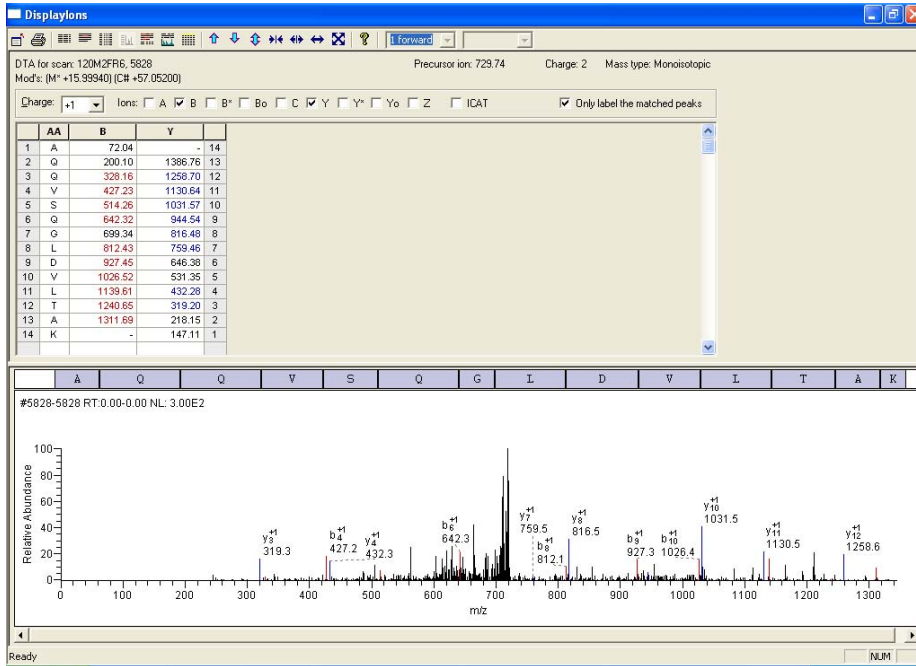 DisplayIons
1 forward
DTA for scan: 120M2FR6, 5828 Precursor ion: 729.74 Charge: 2 Mass type: Monoisotopic
Mod's: (M* +15.99940) (C# +57.05200)
Charge: +1 Ions: A B B* Bo C Y Y* Yo Z ICAT Only label the matched peaks
AA B Y
1 A 72.04 - 14
2 Q 200.10 1386.76 13
3 Q 328.16 1258.70 12
4 V 427.23 1130.64 11
5 S 514.26 1031.57 10
6 Q 642.32 944.54 9
7 G 699.34 816.48 8
8 L 812.43 759.46 7
9 D 927.45 646.38 6
10 V 1026.52 531.35 5
11 L 1139.61 432.28 4
12 T 1240.65 319.20 3
13 A 1311.69 218.15 2
14 K - 147.11 1
A Q Q V S Q G L D V L T A K
#5828-5828 RT:0.00-0.00 NL: 3.00E2
Relative Abundance
100
80
60
40
20
0
y3+1
319.3
b4+1
427.2
y4+1
432.3
b6+1
642.3
y7+1
759.5
b8+1
812.1
y8+1
816.5
b9+1
927.3
b10+1
1026.4
y10+1
1031.5
y11+1
1130.5
y12+1
1258.6
0 100 200 300 400 500 600 700 800 900 1000 1100 1200 1300
m/z
Ready NUM